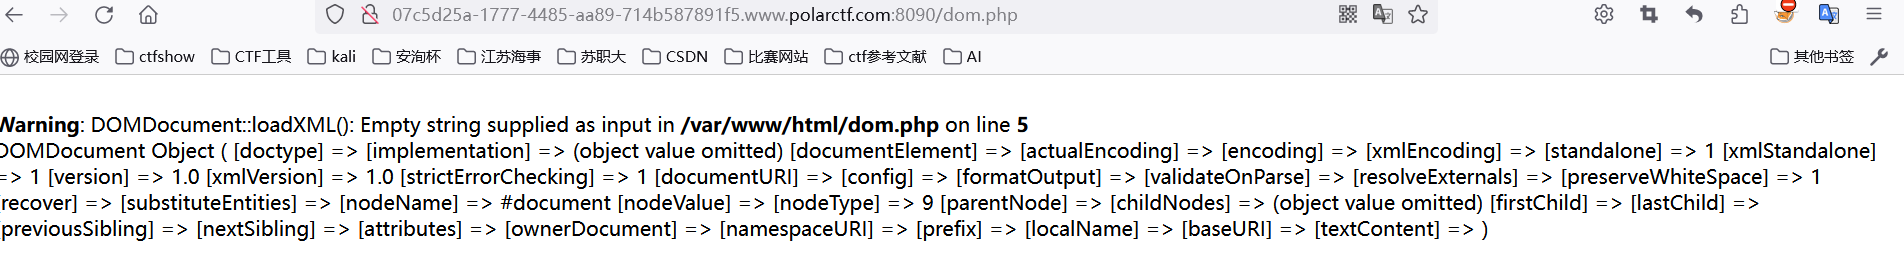 07c5d25a-1777-4485-aa89-714b587891f5.www.polarctf.com:8090/dom.php
校园网登录 ctfshow CTF工具 kali 安洵杯 江苏海事 苏职大 CSDN 比赛网站 ctf参考文献 AI 其他书签
Warning: DOMDocument::loadXML(): Empty string supplied as input in /var/www/html/dom.php on line 5
DOMDocument Object ( [doctype] => [implementation] => (object value omitted) [documentElement] => [actualEncoding] => [encoding] => [xmlEncoding] => [standalone] => 1 [xmlStandalone]
=> 1 [version] => 1.0 [xmlVersion] => 1.0 [strictErrorChecking] => 1 [documentURI] => [config] => [formatOutput] => [validateOnParse] => [resolveExternals] => [preserveWhiteSpace] => 1
[recover] => [substituteEntities] => [nodeName] => #document [nodeValue] => [nodeType] => 9 [parentNode] => [childNodes] => (object value omitted) [firstChild] => [lastChild] =>
[previousSibling] => [nextSibling] => [attributes] => [ownerDocument] => [namespaceURI] => [prefix] => [localName] => [baseURI] => [textContent] => )